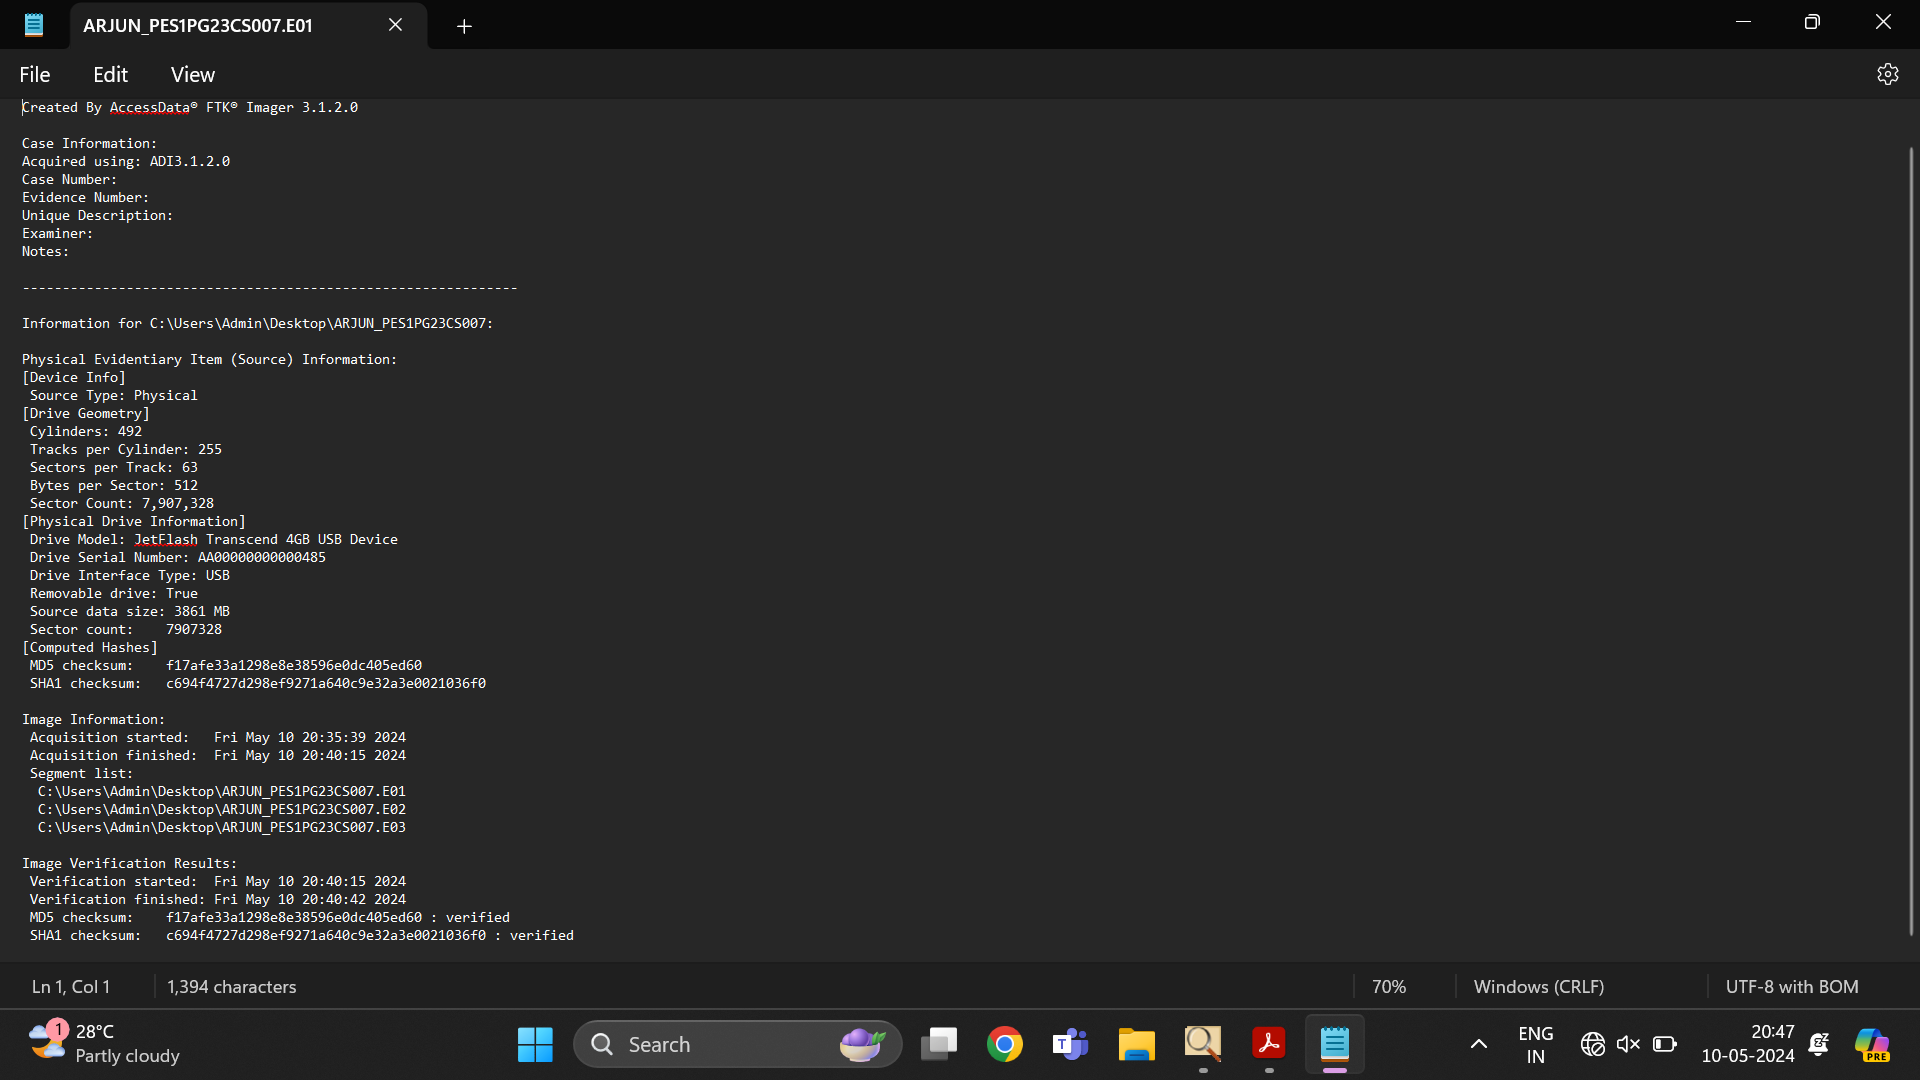 ARJUN_PES1PG23CS007.E01
File Edit View
Created By AccessData® FTK® Imager 3.1.2.0
Case Information:
Acquired using: ADI3.1.2.0
Case Number:
Evidence Number:
Unique Description:
Examiner:
Notes:
--------------------------------------------------------------
Information for C:\Users\Admin\Desktop\ARJUN_PES1PG23CS007:
Physical Evidentiary Item (Source) Information:
[Device Info]
Source Type: Physical
[Drive Geometry]
Cylinders: 492
Tracks per Cylinder: 255
Sectors per Track: 63
Bytes per Sector: 512
Sector Count: 7,907,328
[Physical Drive Information]
Drive Model: JetFlash Transcend 4GB USB Device
Drive Serial Number: AA00000000000485
Drive Interface Type: USB
Removable drive: True
Source data size: 3861 MB
Sector count:    7907328
[Computed Hashes]
MD5 checksum:    f17afe33a1298e8e38596e0dc405ed60
SHA1 checksum:   c694f4727d298ef9271a640c9e32a3e0021036f0
Image Information:
Acquisition started:   Fri May 10 20:35:39 2024
Acquisition finished:  Fri May 10 20:40:15 2024
Segment list:
C:\Users\Admin\Desktop\ARJUN_PES1PG23CS007.E01
C:\Users\Admin\Desktop\ARJUN_PES1PG23CS007.E02
C:\Users\Admin\Desktop\ARJUN_PES1PG23CS007.E03
Image Verification Results:
Verification started:  Fri May 10 20:40:15 2024
Verification finished: Fri May 10 20:40:42 2024
MD5 checksum:    f17afe33a1298e8e38596e0dc405ed60 : verified
SHA1 checksum:   c694f4727d298ef9271a640c9e32a3e0021036f0 : verified
Ln 1, Col 1 1,394 characters 70% Windows (CRLF) UTF-8 with BOM
1 28°C
Partly cloudy
Search
T
ENG
IN
20:47
10-05-2024
PRE